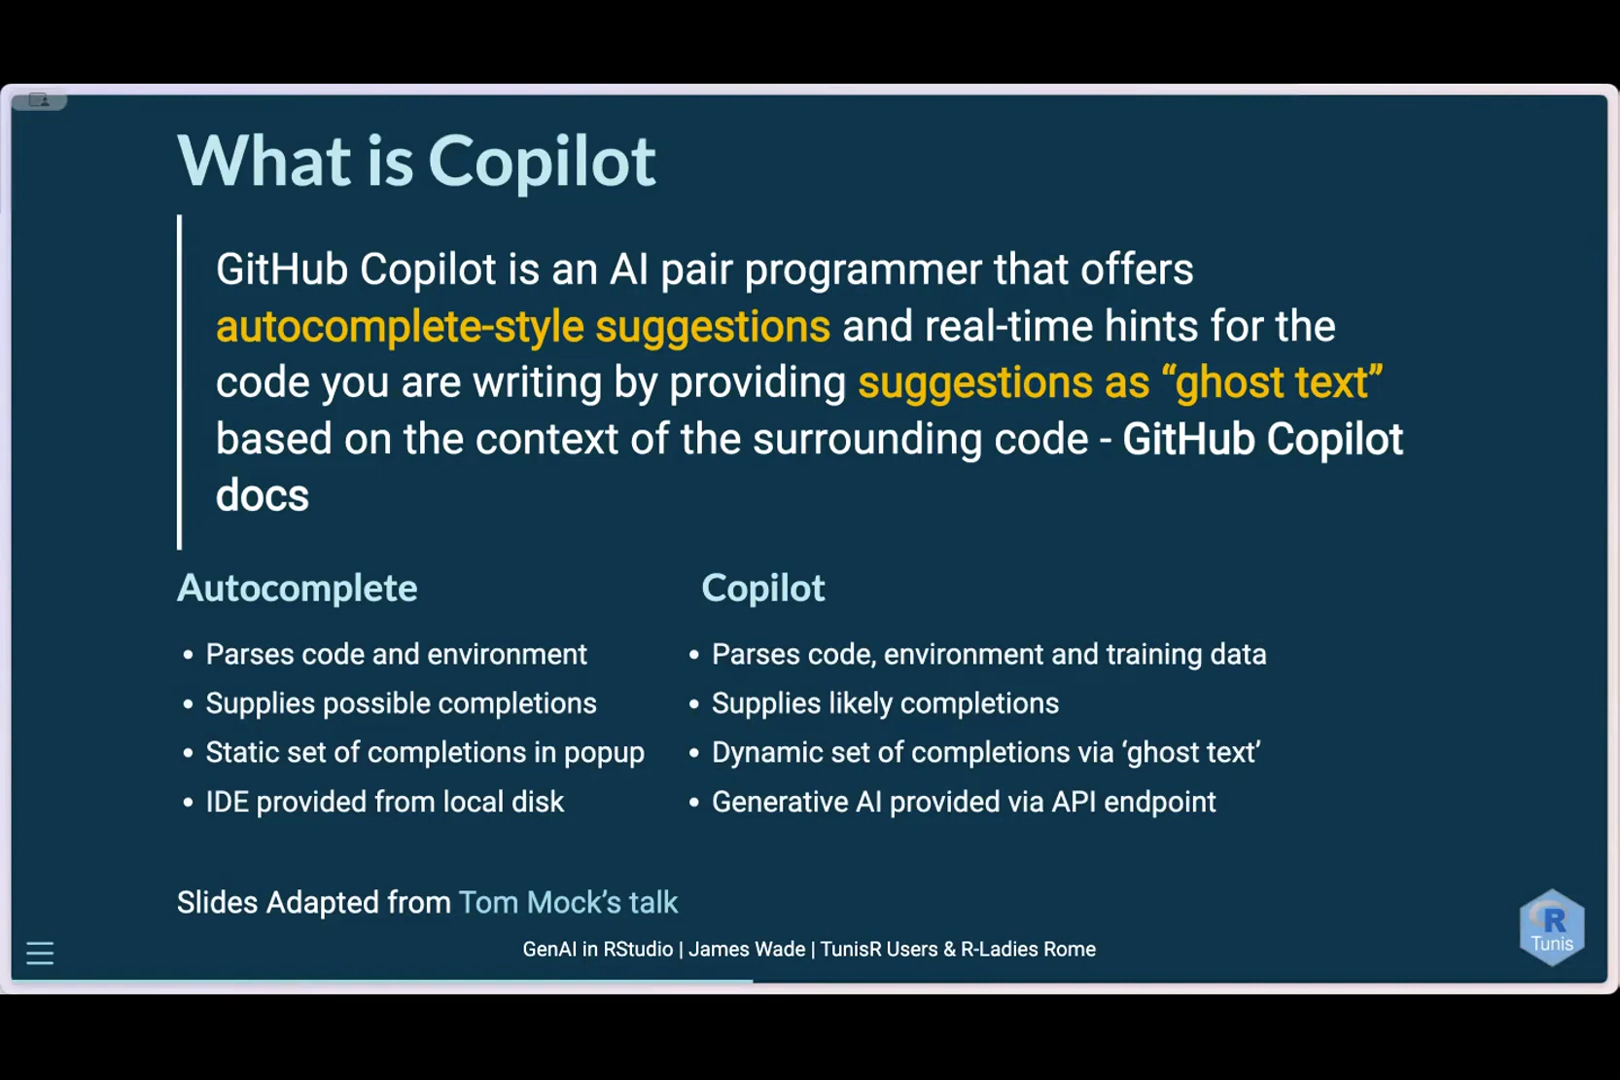 What is Copilot
GitHub Copilot is an AI pair programmer that offers
autocomplete-style suggestions and real-time hints for the
code you are writing by providing suggestions as “ghost text”
based on the context of the surrounding code - GitHub Copilot
docs
Autocomplete
• Parses code and environment
• Supplies possible completions
• Static set of completions in popup
• IDE provided from local disk
Copilot
• Parses code, environment and training data
• Supplies likely completions
• Dynamic set of completions via ‘ghost text’
• Generative AI provided via API endpoint
Slides Adapted from Tom Mock’s talk
GenAI in RStudio | James Wade | TunisR Users & R-Ladies Rome
R
Tunis